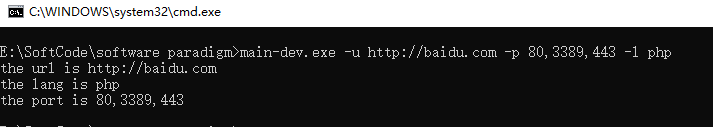 C:\WINDOWS\system32\cmd.exe
E:\SoftCode\software paradigm>main-dev.exe -u http://baidu.com -p 80,3389,443 -l php
the url is http://baidu.com
the lang is php
the port is 80,3389,443